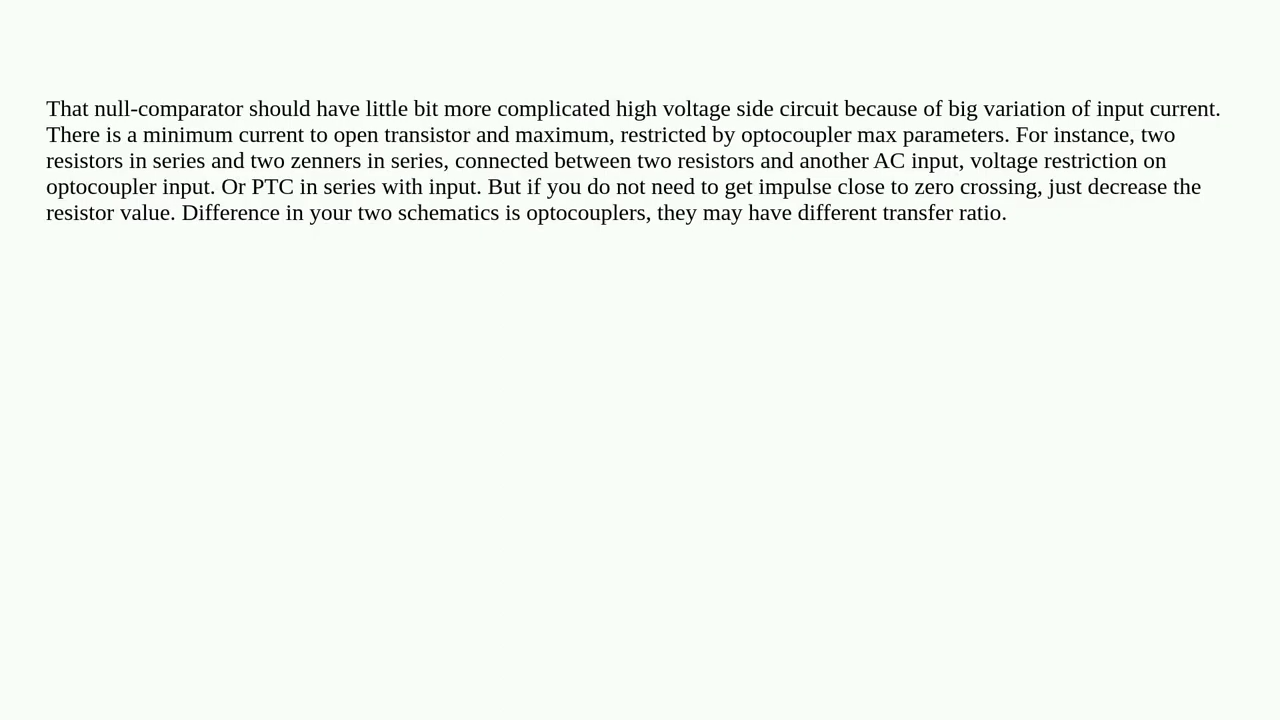 That null-comparator should have little bit more complicated high voltage side circuit because of big variation of input current.
There is a minimum current to open transistor and maximum, restricted by optocoupler max parameters. For instance, two
resistors in series and two zenners in series, connected between two resistors and another AC input, voltage restriction on
optocoupler input. Or PTC in series with input. But if you do not need to get impulse close to zero crossing, just decrease the
resistor value. Difference in your two schematics is optocouplers, they may have different transfer ratio.